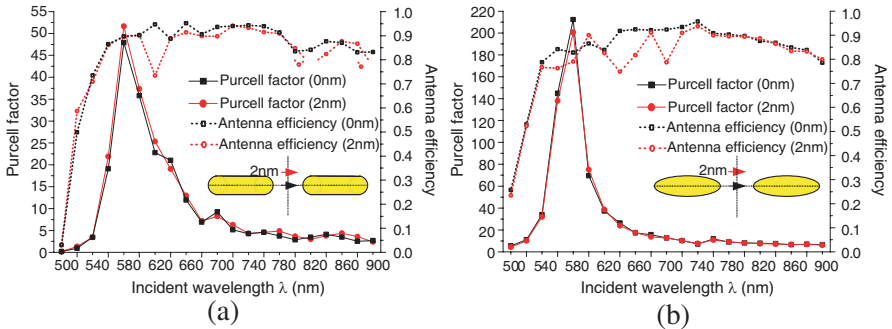 55
50
45
40
35
30
25
20
15
10
5
0
Purcell factor
1.0
0.9
0.8
0.7
0.6
0.5
0.4
0.3
0.2
0.1
0.0
Antenna efficiency
Purcell factor (0nm)
Purcell factor (2nm)
Antenna efficiency (0nm)
Antenna efficiency (2nm)
2nm
500 540 580 620 660 700 740 780 820 860 900
Incident wavelength λ (nm)
(a)
220
200
180
160
140
120
100
80
60
40
20
0
Purcell factor
1.0
0.9
0.8
0.7
0.6
0.5
0.4
0.3
0.2
0.1
0.0
Antenna efficiency
Purcell factor (0nm)
Purcell factor (2nm)
Antenna efficiency (0nm)
Antenna efficiency (2nm)
2nm
500 540 580 620 660 700 740 780 820 860 900
Incident wavelength λ (nm)
(b)